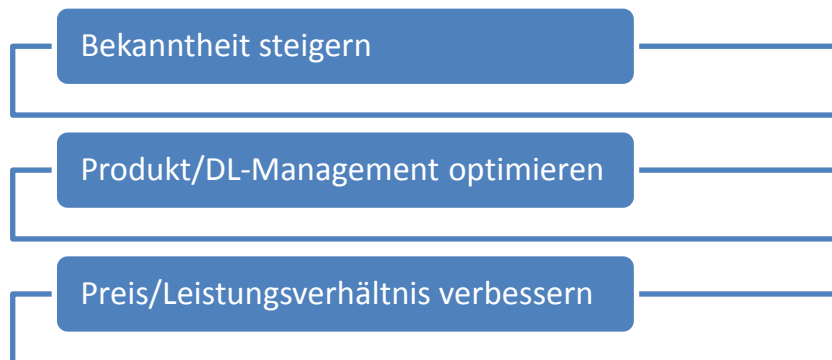 Bekanntheit steigern
Produkt/DL-Management optimieren
Preis/Leistungsverhältnis verbessern